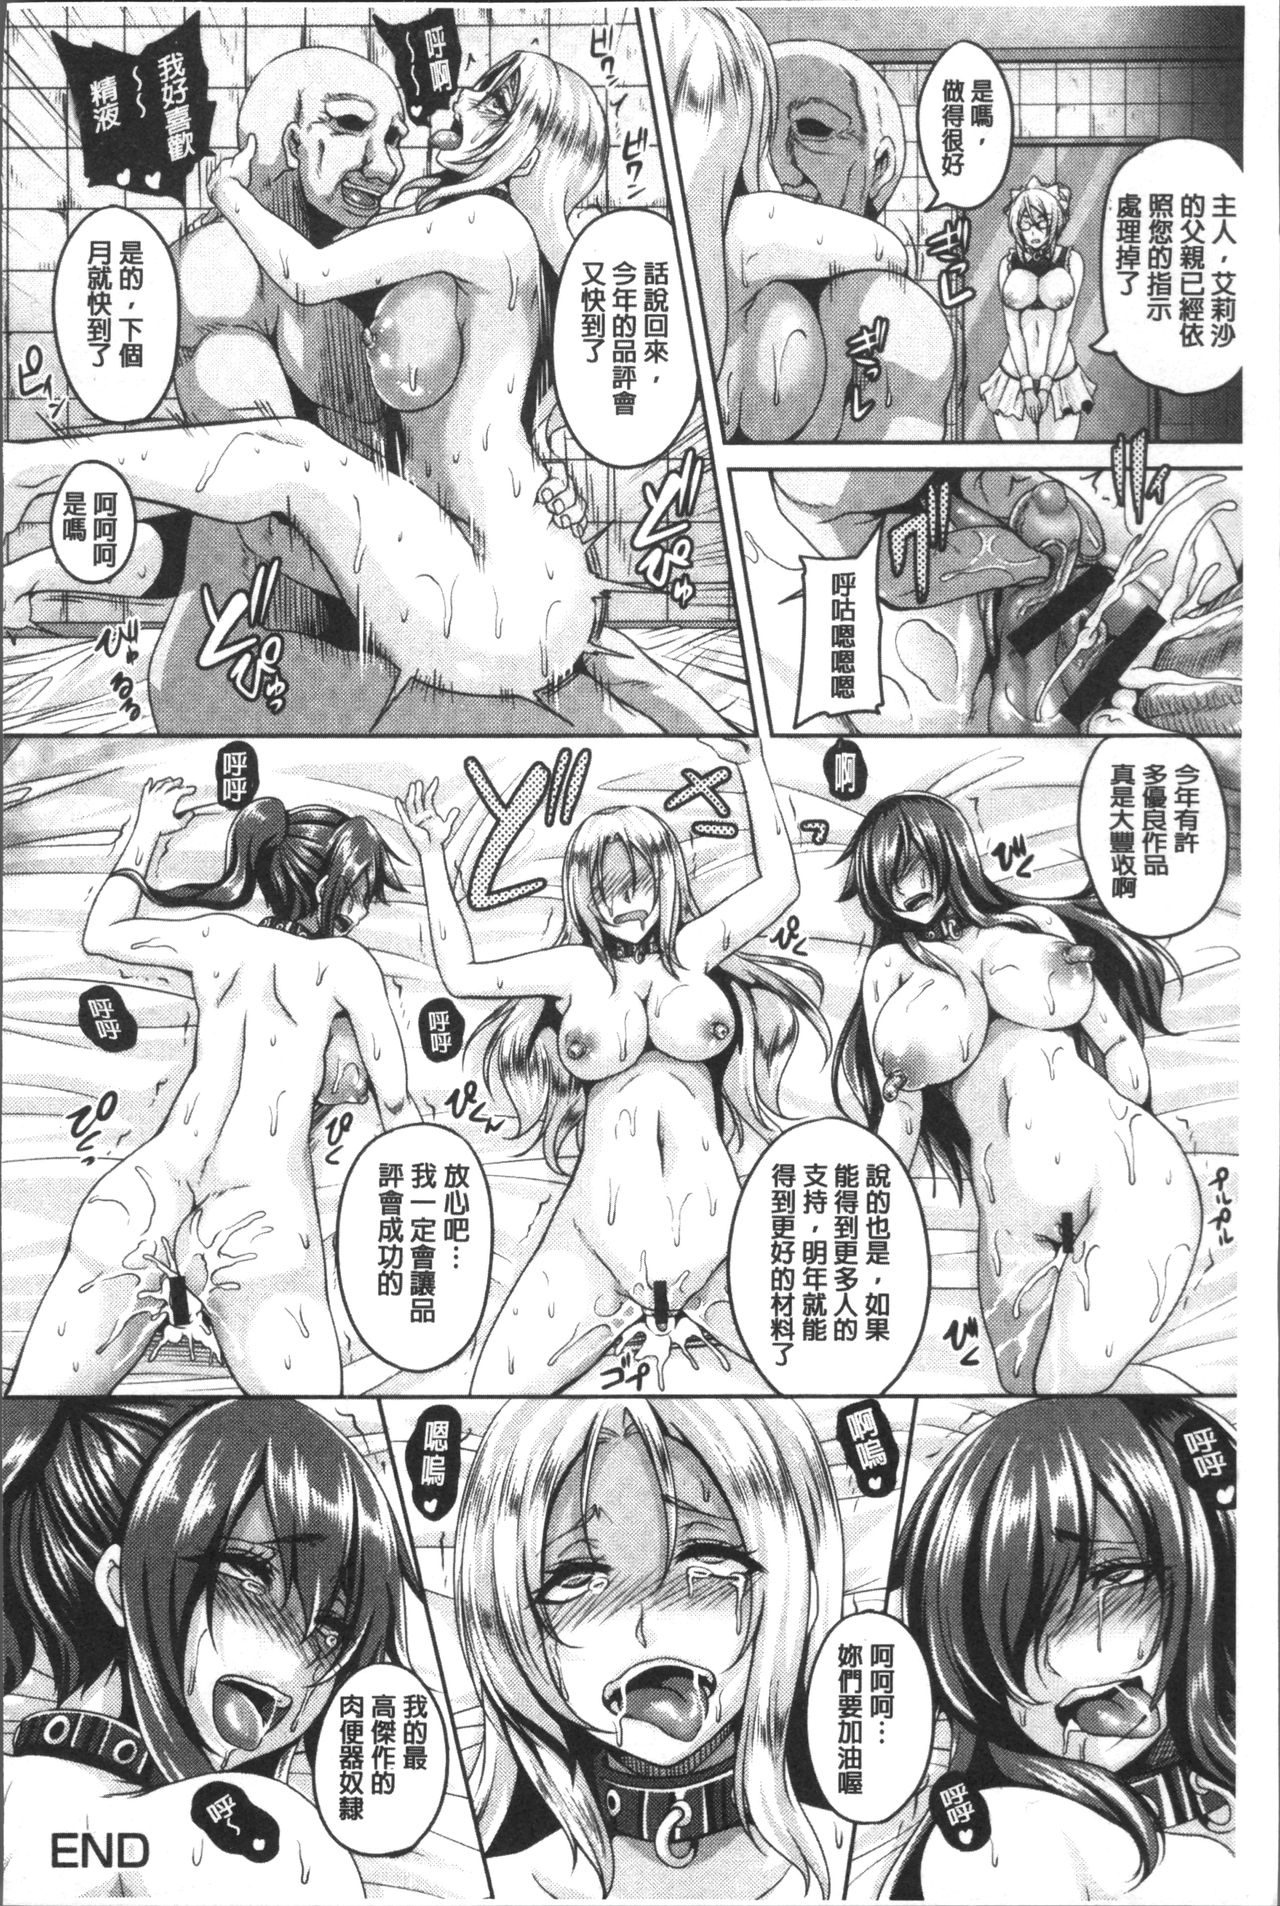 主人，艾莉沙
的父親已經依
照您的指示
處理掉了
是嗎，
做得很好
呼啊
～～
我好喜歡
～～
精液
話說回來，
今年的品評會
又快到了
是的，下個
月就快到了
呵呵呵
是嗎
呼咕嗯嗯嗯
今年有許
多優良作品
真是大豐收啊
啊
呼呼
呼呼
呼呼
說的也是，如果
能得到更多人的
支持，明年就能
得到更好的材料了
放心吧…
我一定會讓品
評會成功的
呼呼
啊嗚
嗯嗚
呵呵呵…
妳們要加油喔
我的最
高傑作的
肉便器奴隸
END